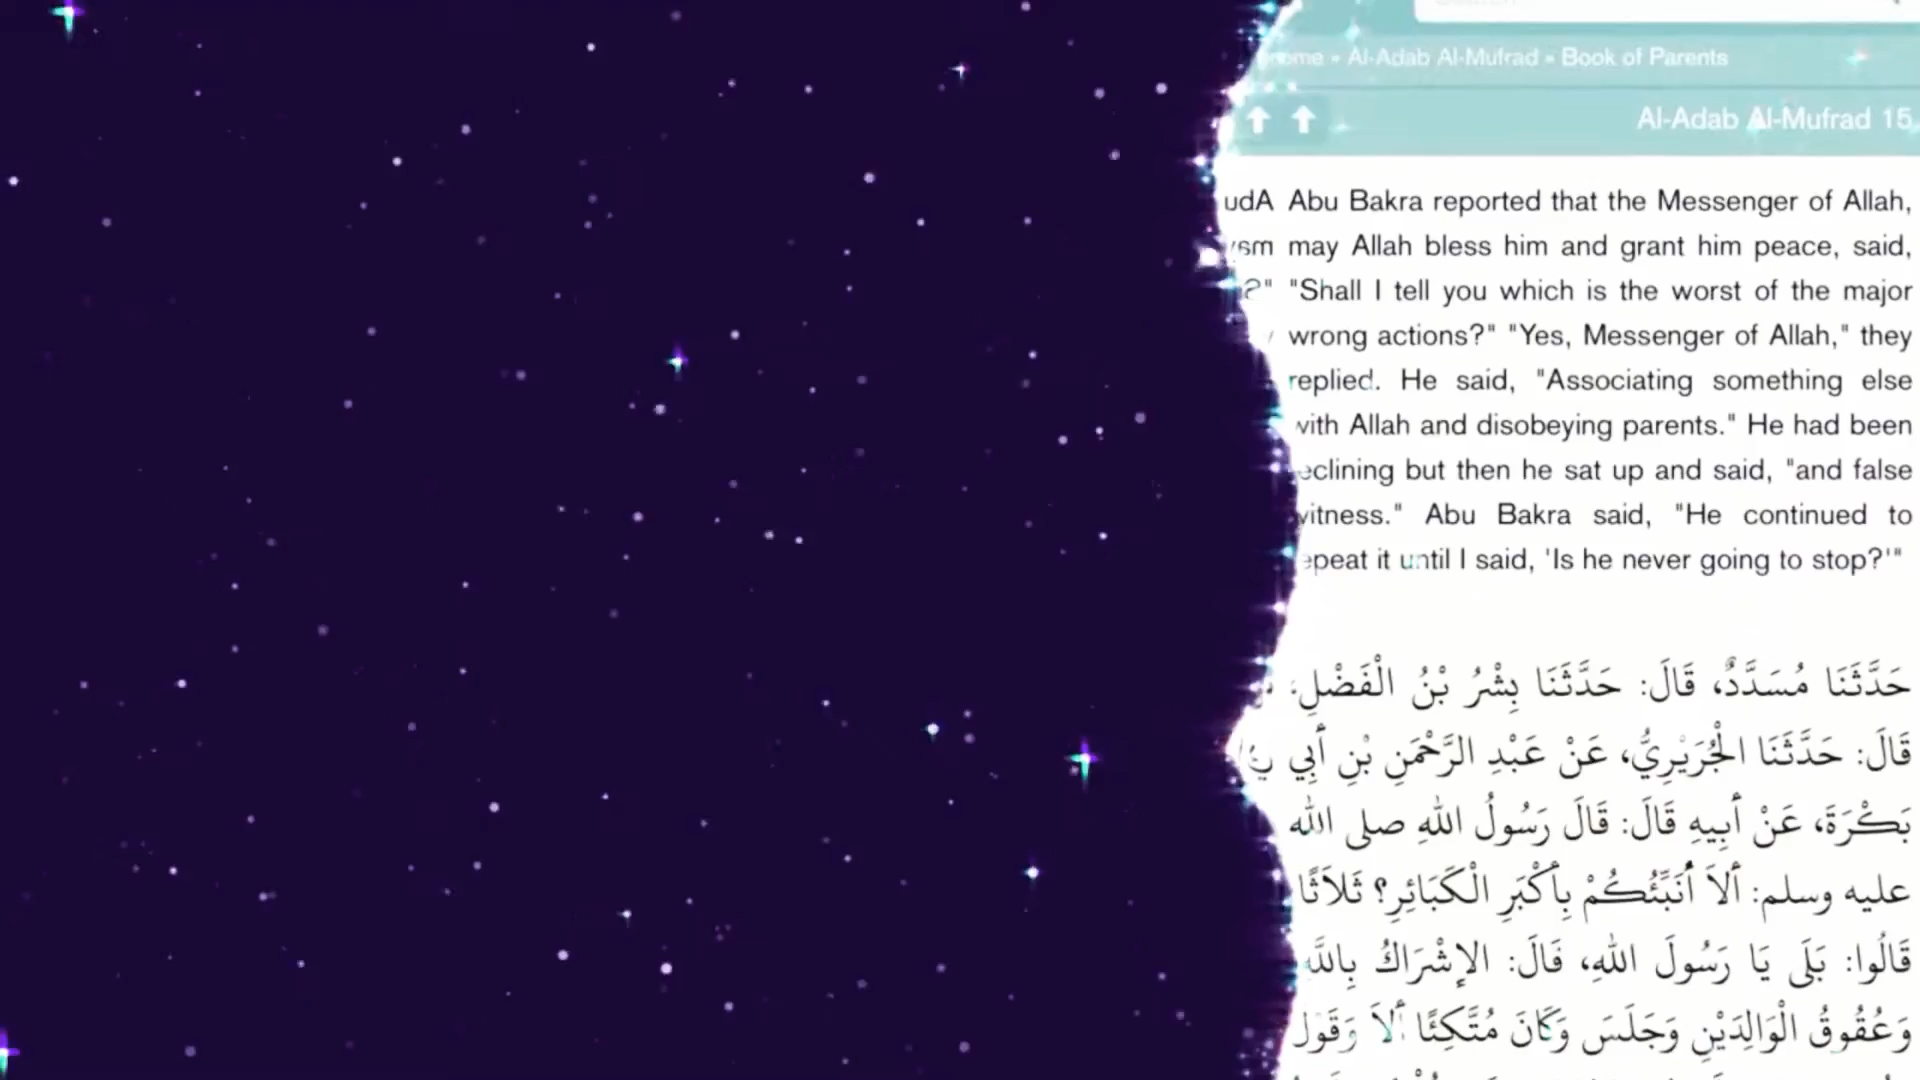 Al-Adab Al-Mufrad » Book of Parents
Al-Adab Al-Mufrad 15
Abu Bakra reported that the Messenger of Allah,
may Allah bless him and grant him peace, said,
"Shall I tell you which is the worst of the major
wrong actions?" "Yes, Messenger of Allah," they
replied. He said, "Associating something else
with Allah and disobeying parents." He had been
reclining but then he sat up and said, "and false
witness." Abu Bakra said, "He continued to
repeat it until I said, 'Is he never going to stop?'"
حَدَّثَنَا مُسَدَّدٌ، قَالَ: حَدَّثَنَا بِشْرُ بْنُ الْفَضْلِ،
قَالَ: حَدَّثَنَا الْجُرَيْرِيُّ، عَنْ عَبْدِ الرَّحْمَنِ بْنِ أَبِي
بَكْرَةَ، عَنْ أَبِيهِ قَالَ: قَالَ رَسُولُ اللهِ صلى الله
عليه وسلم: أَلاَ أُنَبِّئُكُمْ بِأَكْبَرِ الْكَبَائِرِ؟ ثَلاَثًا
قَالُوا: بَلَى يَا رَسُولَ اللهِ، قَالَ: الإِشْرَاكُ بِاللَّهِ
وَعُقُوقُ الْوَالِدَيْنِ وَجَلَسَ وَكَانَ مُتَّكِئًا أَلاَ وَقَوْلُ